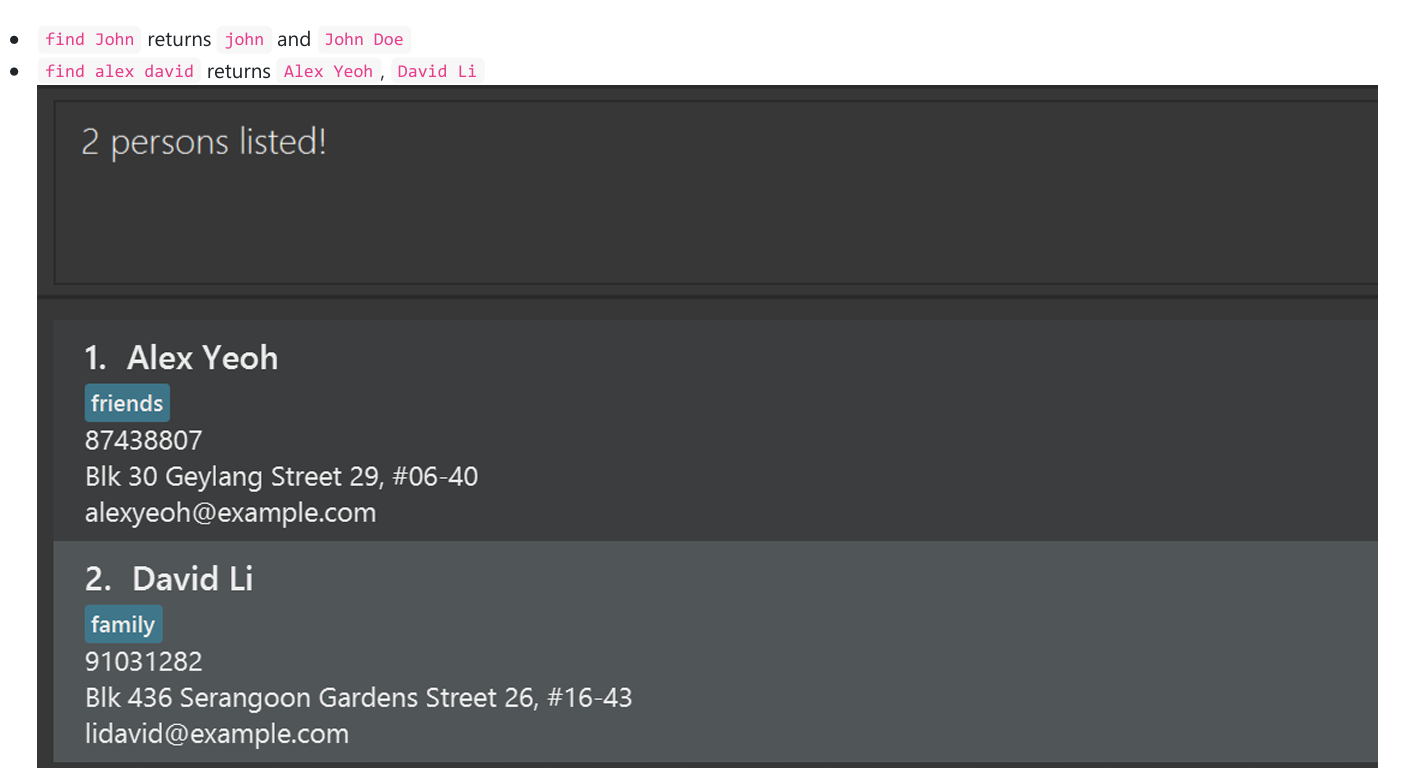 find John returns john and John Doe
find alex david returns Alex Yeoh, David Li
2 persons listed!
1. Alex Yeoh
friends
87438807
Blk 30 Geylang Street 29, #06-40
alexyeoh@example.com
2. David Li
family
91031282
Blk 436 Serangoon Gardens Street 26, #16-43
lidavid@example.com